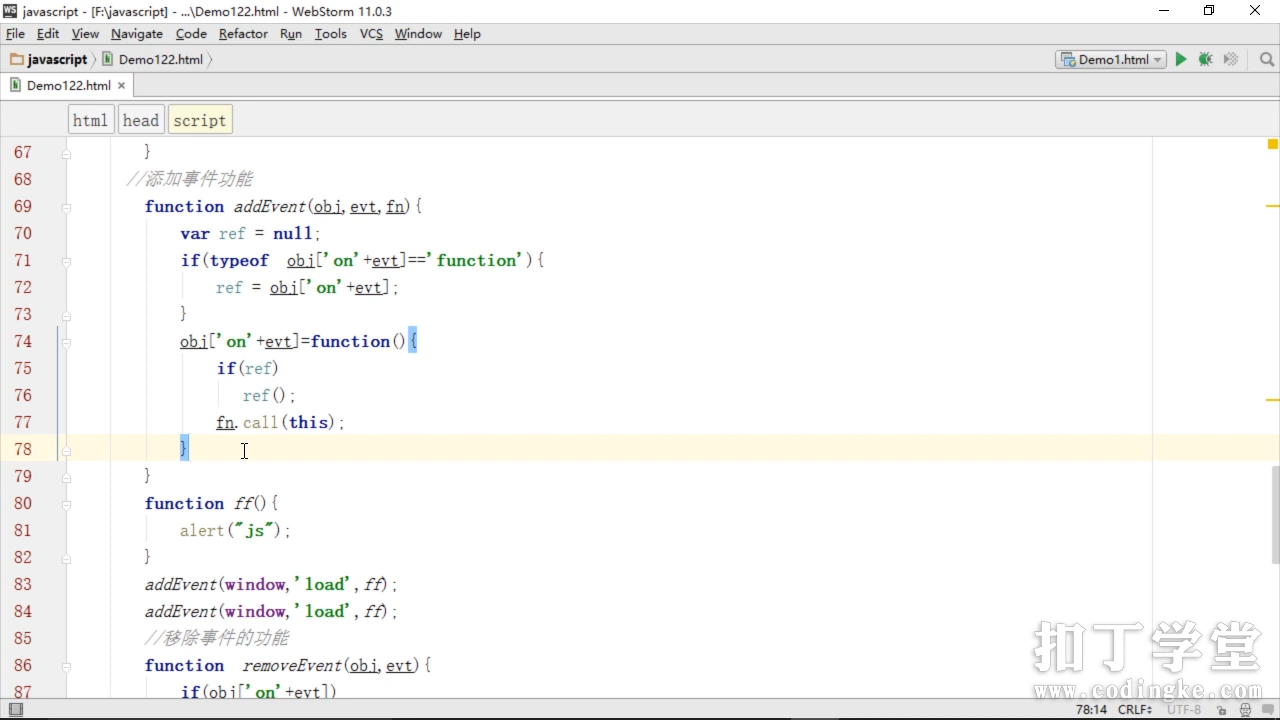 WS javascript - [F:\javascript] - ...\Demo122.html - WebStorm 11.0.3
File Edit View Navigate Code Refactor Run Tools VCS Window Help
javascript Demo122.html Demo1.html
Demo122.html
html head script
67 }
68 //添加事件功能
69 function addEvent(obj,evt,fn){
70 var ref = null;
71 if(typeof obj['on'+evt]=='function'){
72 ref = obj['on'+evt];
73 }
74 obj['on'+evt]=function(){
75 if(ref)
76 ref();
77 fn.call(this);
78 }
79 }
80 function ff(){
81 alert("js");
82 }
83 addEvent(window,'load',ff);
84 addEvent(window,'load',ff);
85 //移除事件的功能
86 function removeEvent(obj,evt){
87 if(obj['on'+evt])
扣丁学堂
www.codingke.com
78:14 CRLF UTF-8